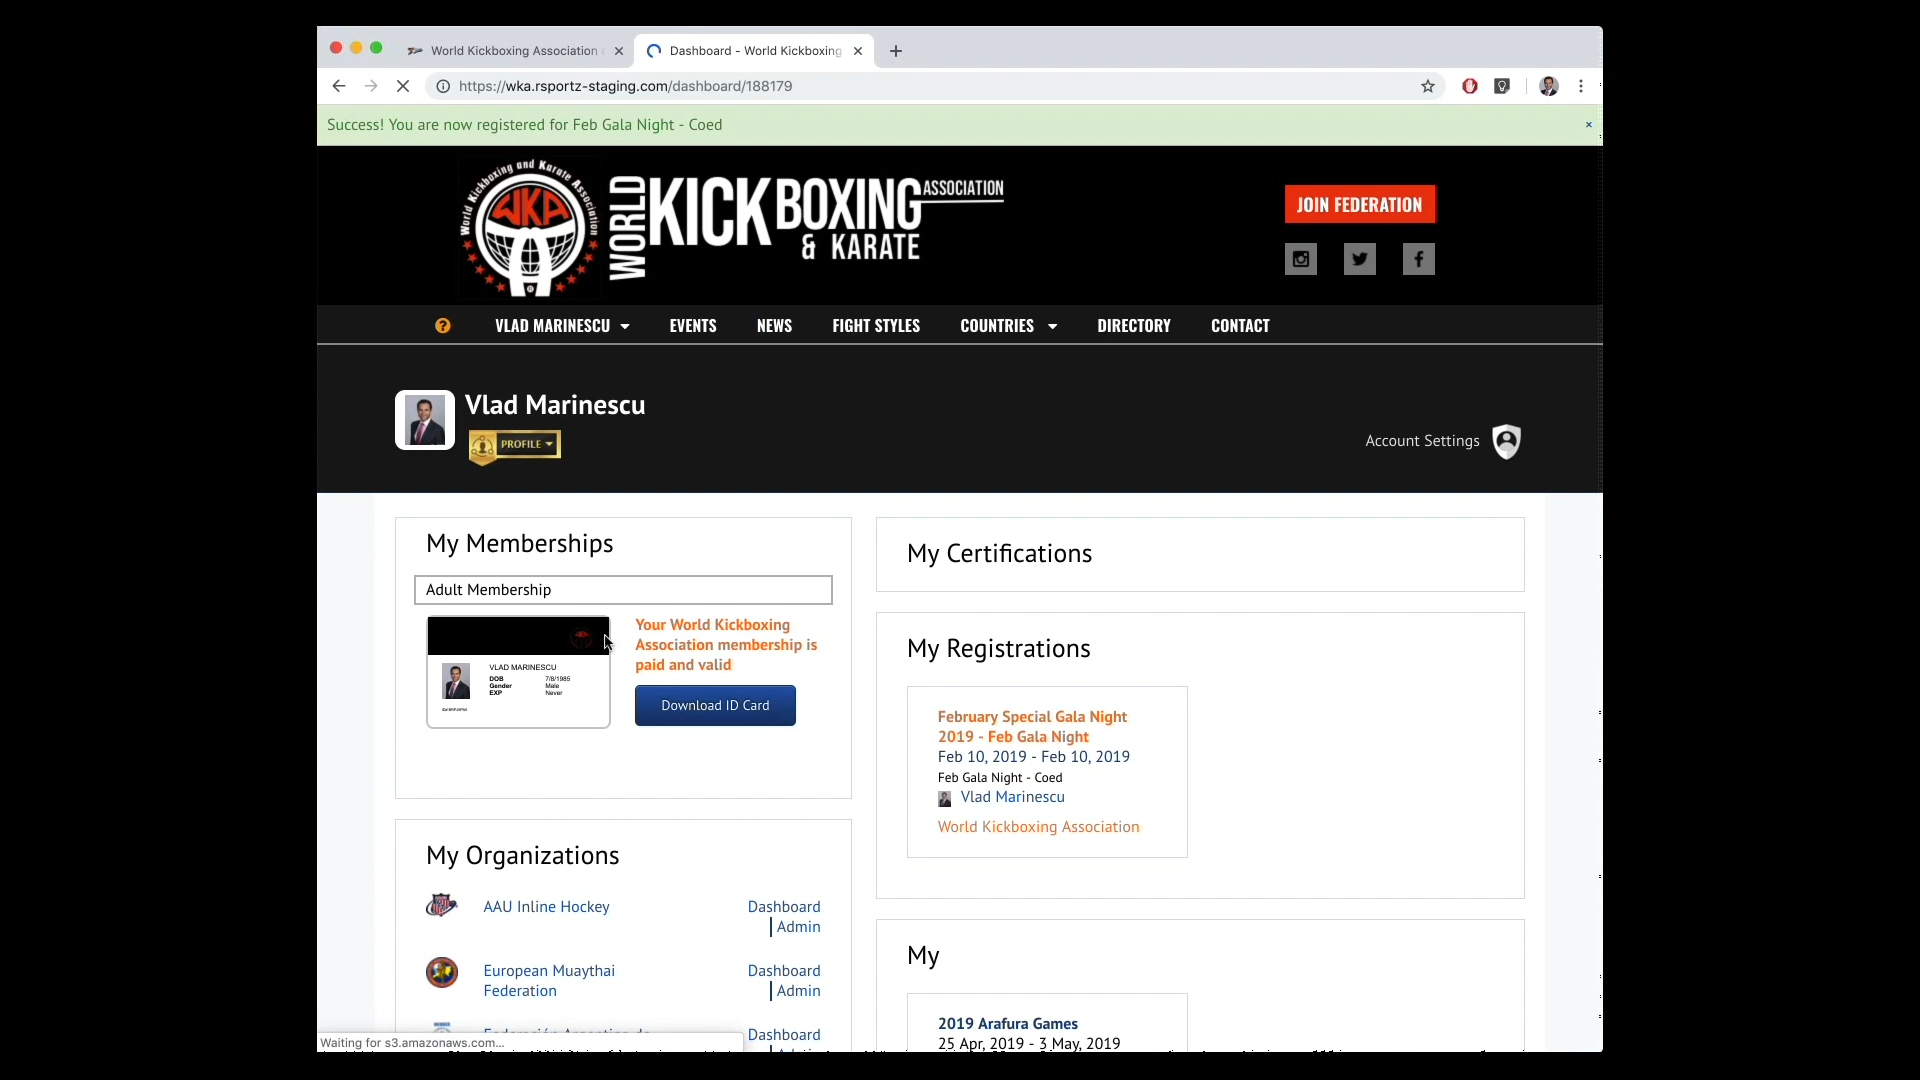 World Kickboxing Association
Dashboard - World Kickboxing
https://wka.rsportz-staging.com/dashboard/188179
Success! You are now registered for Feb Gala Night - Coed
×
World Kickboxing and Karate Association
WKA
WORLD
KICKBOXING
ASSOCIATION
& KARATE
JOIN FEDERATION
VLAD MARINESCU
EVENTS
NEWS
FIGHT STYLES
COUNTRIES
DIRECTORY
CONTACT
Vlad Marinescu
PROFILE
Account Settings
My Memberships
Adult Membership
VLAD MARINESCU
DOB 7/8/1985
Gender Male
EXP Never
Your World Kickboxing
Association membership is
paid and valid
Download ID Card
My Organizations
AAU Inline Hockey
Dashboard
| Admin
European Muaythai
Federation
Dashboard
| Admin
Dashboard
My Certifications
My Registrations
February Special Gala Night
2019 - Feb Gala Night
Feb 10, 2019 - Feb 10, 2019
Feb Gala Night - Coed
Vlad Marinescu
World Kickboxing Association
My
2019 Arafura Games
25 Apr, 2019 - 3 May, 2019
Waiting for s3.amazonaws.com...